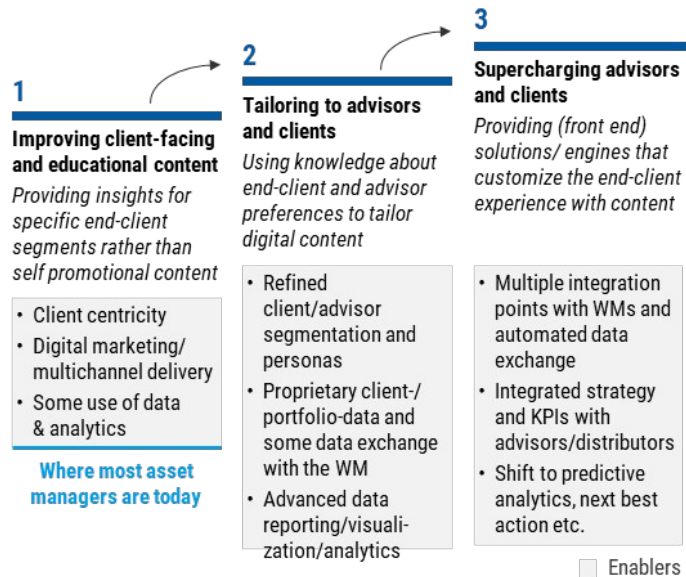 1
Improving client-facing
and educational content
Providing insights for
specific end-client
segments rather than
self promotional content
• Client centricity
• Digital marketing/
multichannel delivery
• Some use of data
& analytics
Where most asset
managers are today
2
Tailoring to advisors
and clients
Using knowledge about
end-client and advisor
preferences to tailor
digital content
• Refined
client/advisor
segmentation and
personas
• Proprietary client-/
portfolio-data and
some data exchange
with the WM
• Advanced data
reporting/visuali-
zation/analytics
3
Supercharging advisors
and clients
Providing (front end)
solutions/ engines that
customize the end-client
experience with content
• Multiple integration
points with WMs and
automated data
exchange
• Integrated strategy
and KPIs with
advisors/distributors
• Shift to predictive
analytics, next best
action etc.
Enablers